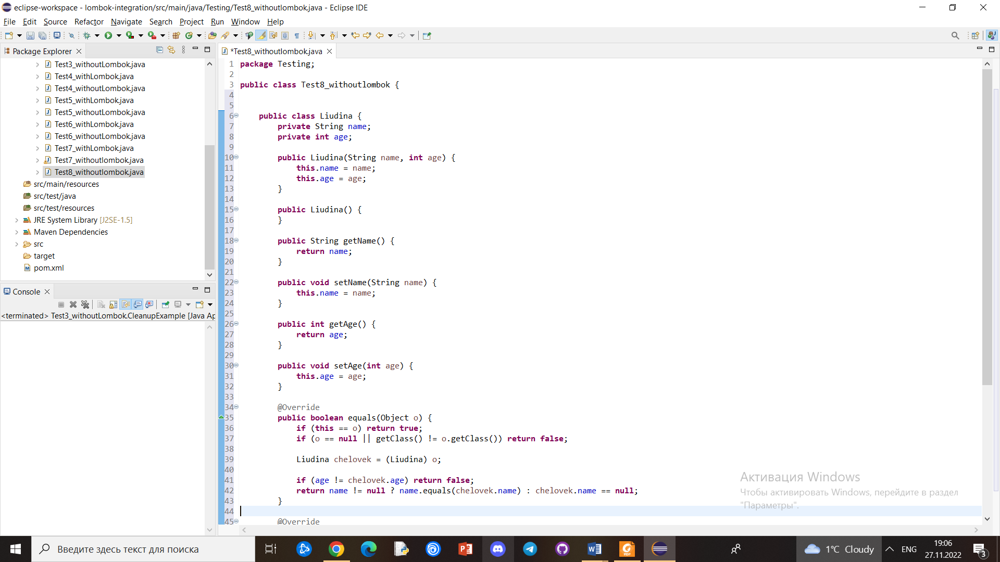 eclipse-workspace - lombok-integration/src/main/java/Testing/Test8_withoutlombok.java - Eclipse IDE
File Edit Source Refactor Navigate Search Project Run Window Help
Package Explorer
Test3_withoutLombok.java
Test4_withLombok.java
Test4_withoutLombok.java
Test5_withLombok.java
Test5_withoutLombok.java
Test6_withLombok.java
Test6_withoutLombok.java
Test7_withLombok.java
Test7_withoutlombok.java
Test8_withoutlombok.java
src/main/resources
src/test/java
src/test/resources
JRE System Library [J2SE-1.5]
Maven Dependencies
src
target
pom.xml
Console
<terminated> Test3_withoutLombok.CleanupExample [Java Ap
*Test8_withoutlombok.java
1 package Testing;
2
3 public class Test8_withoutlombok {
4
5
6 public class Liudina {
7 private String name;
8 private int age;
9
10 public Liudina(String name, int age) {
11 this.name = name;
12 this.age = age;
13 }
14
15 public Liudina() {
16 }
17
18 public String getName() {
19 return name;
20 }
21
22 public void setName(String name) {
23 this.name = name;
24 }
25
26 public int getAge() {
27 return age;
28 }
29
30 public void setAge(int age) {
31 this.age = age;
32 }
33
34 @Override
35 public boolean equals(Object o) {
36 if (this == o) return true;
37 if (o == null || getClass() != o.getClass()) return false;
38
39 Liudina chelovek = (Liudina) o;
40
41 if (age != chelovek.age) return false;
42 return name != null ? name.equals(chelovek.name) : chelovek.name == null;
43 }
44
45 @Override
Активация Windows
Чтобы активировать Windows, перейдите в раздел
"Параметры".
Введите здесь текст для поиска
1°C Cloudy
ENG
19:06
27.11.2022
3